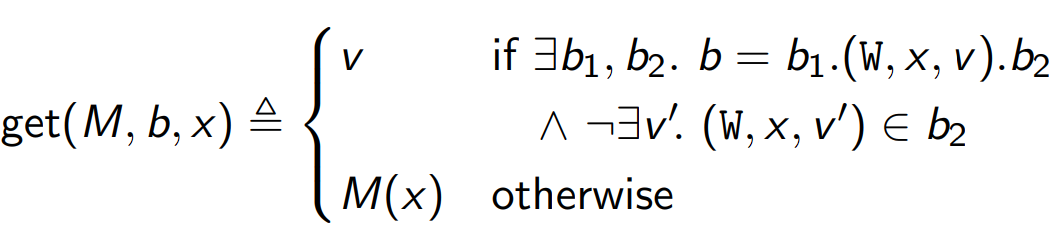 v if ∃b₁, b₂. b = b₁.(W, x, v).b₂
get(M, b, x) ≜ { ∧ ¬∃v′. (W, x, v′) ∈ b₂
M(x) otherwise